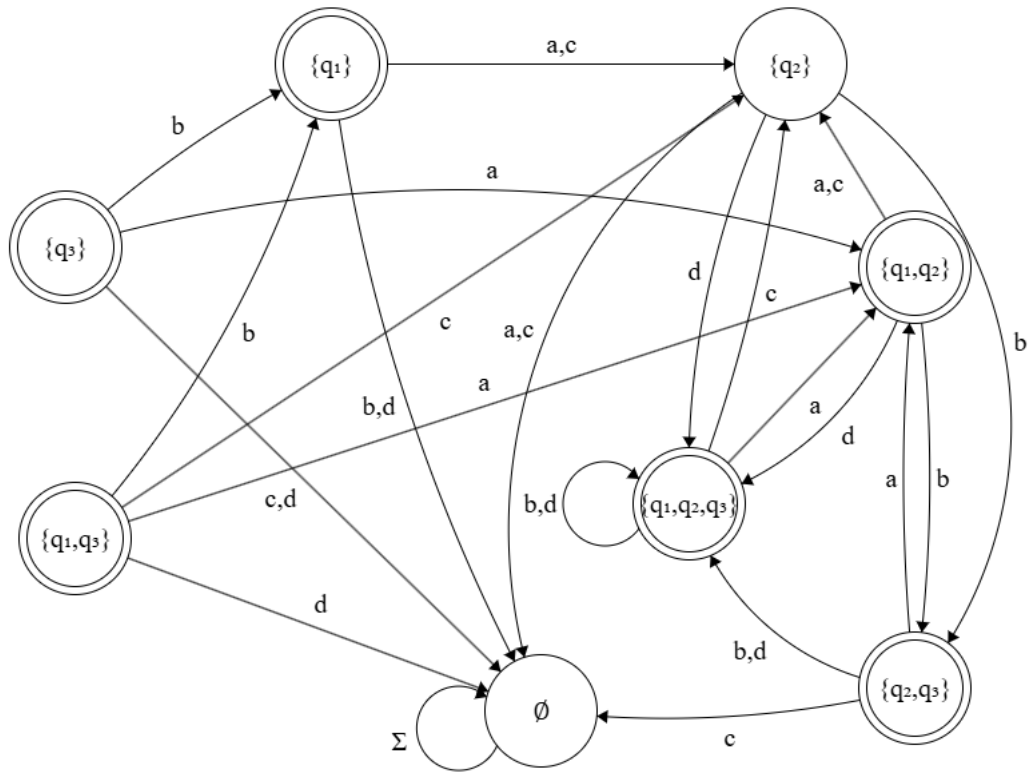 {q₁}
a,c
{q₂}
b
a
a,c
{q₃}
{q₁,q₂}
d
c
b
c
a,c
b
a
b,d
a
d
c,d
b,d
{q₁,q₂,q₃}
a
b
{q₁,q₃}
d
b,d
{q₂,q₃}
∅
Σ
c